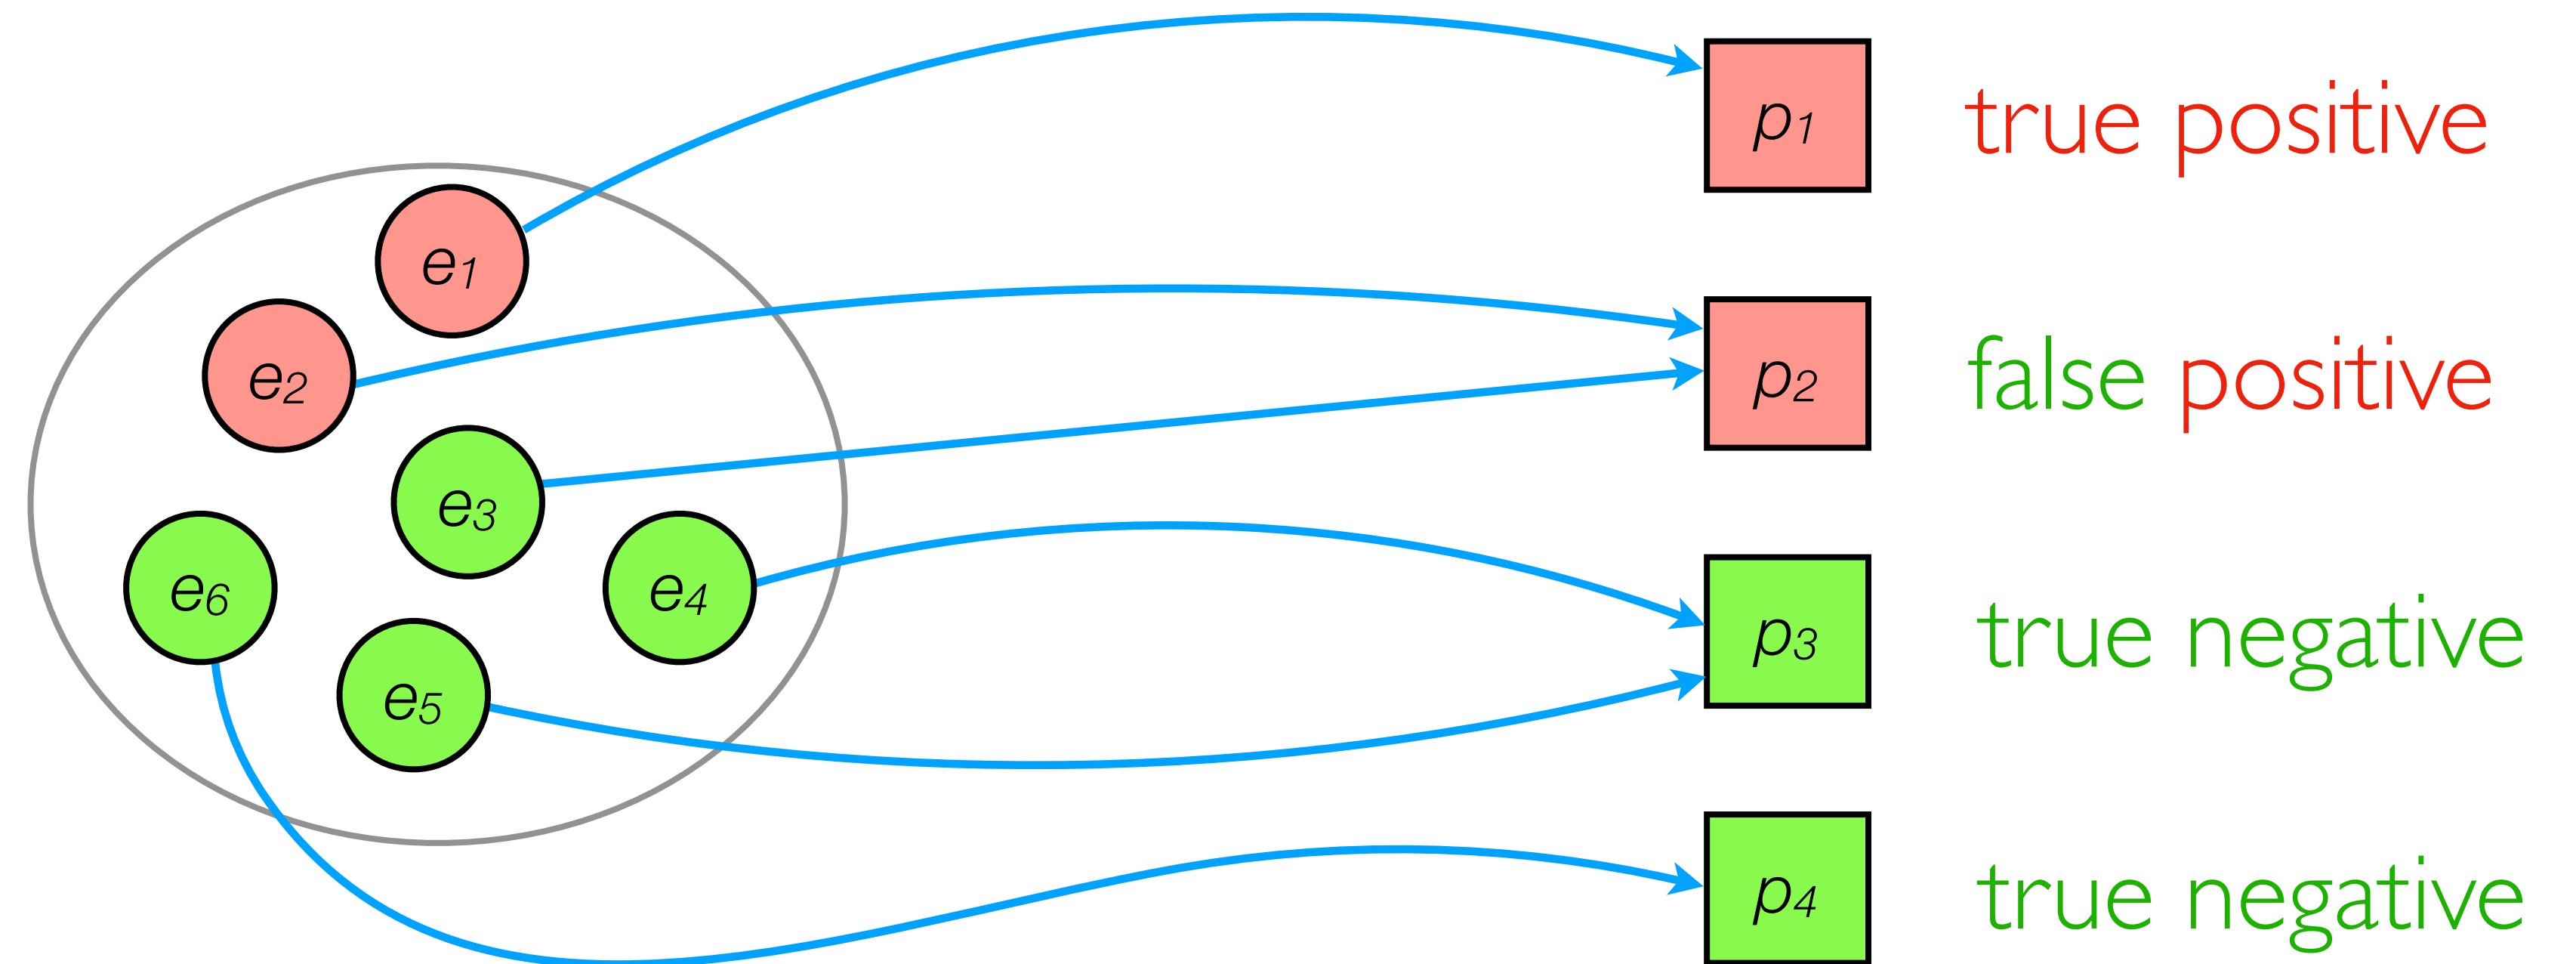 p1 true positive
e1
e2
p2 false positive
e3
e6
e4
p3 true negative
e5
p4 true negative